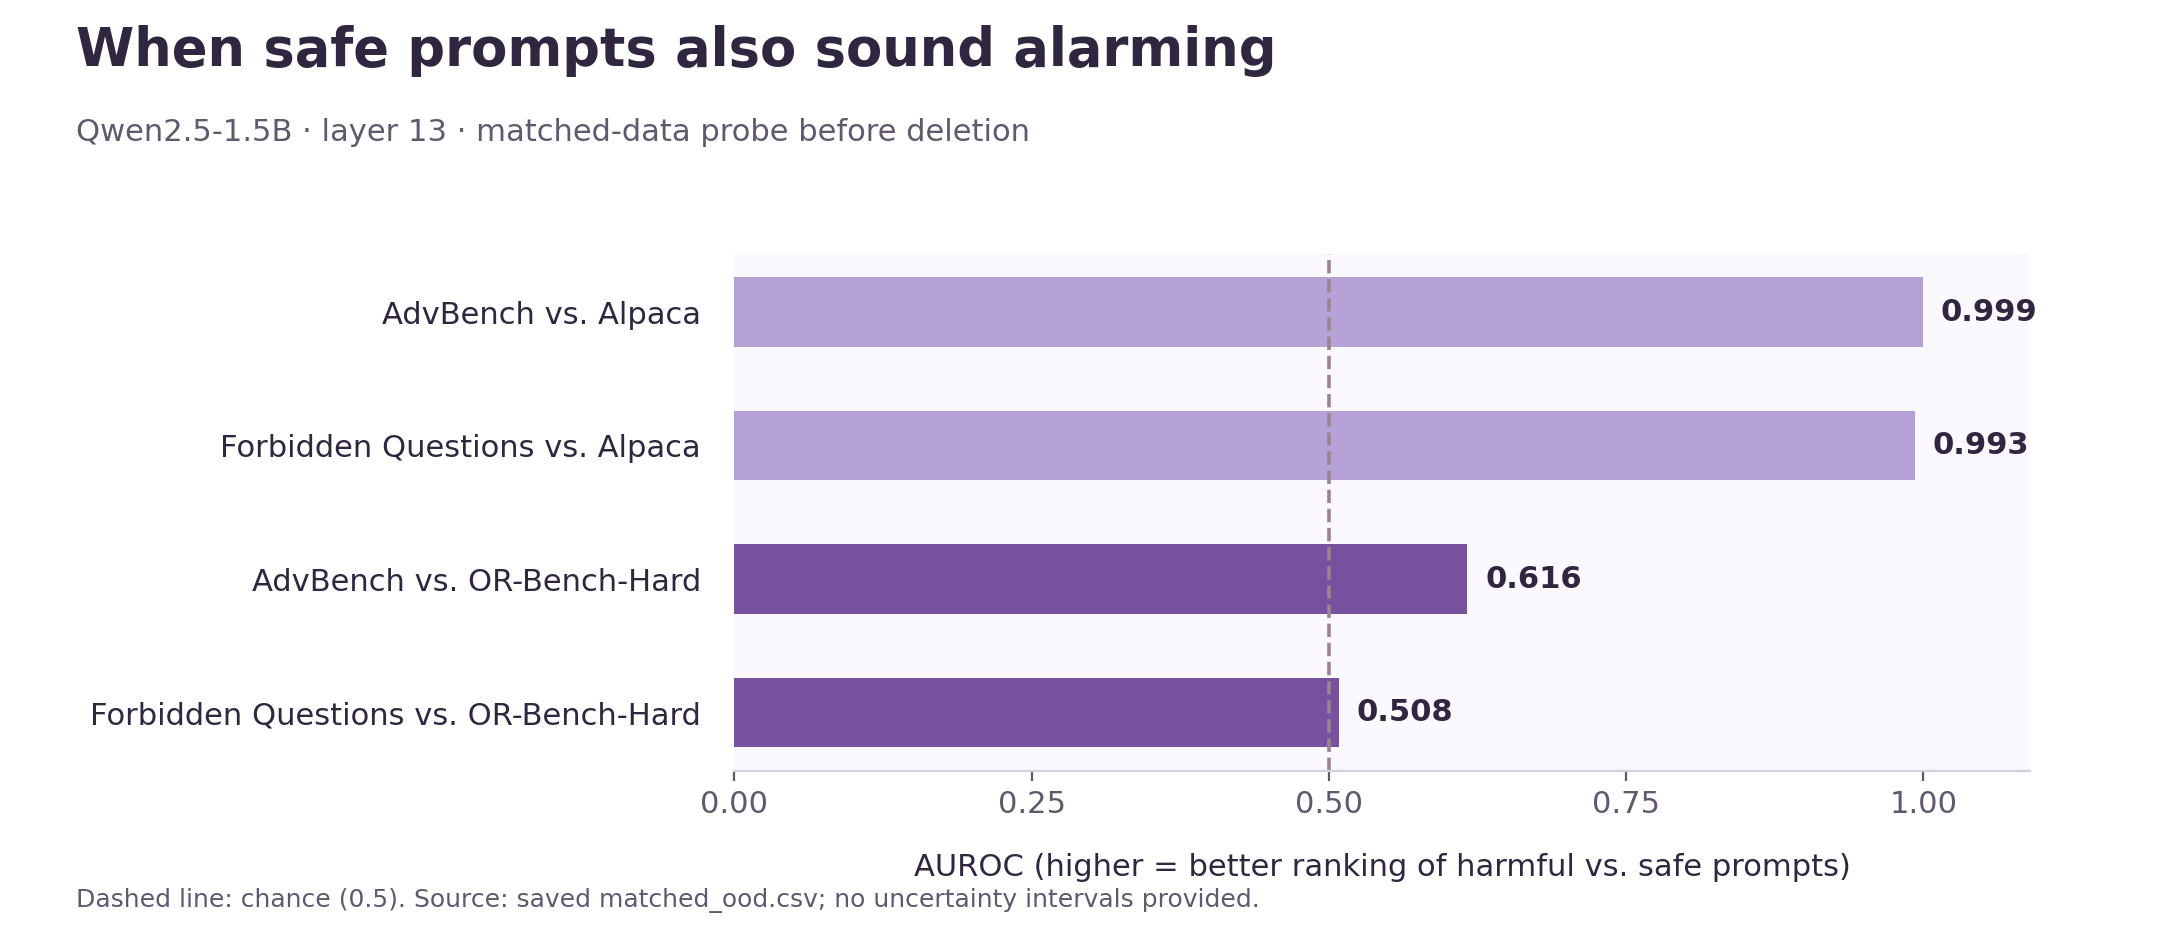 When safe prompts also sound alarming
Qwen2.5-1.5B · layer 13 · matched-data probe before deletion
AdvBench vs. Alpaca
0.999
Forbidden Questions vs. Alpaca
0.993
AdvBench vs. OR-Bench-Hard
0.616
Forbidden Questions vs. OR-Bench-Hard
0.508
0.00
0.25
0.50
0.75
1.00
AUROC (higher = better ranking of harmful vs. safe prompts)
Dashed line: chance (0.5). Source: saved matched_ood.csv; no uncertainty intervals provided.